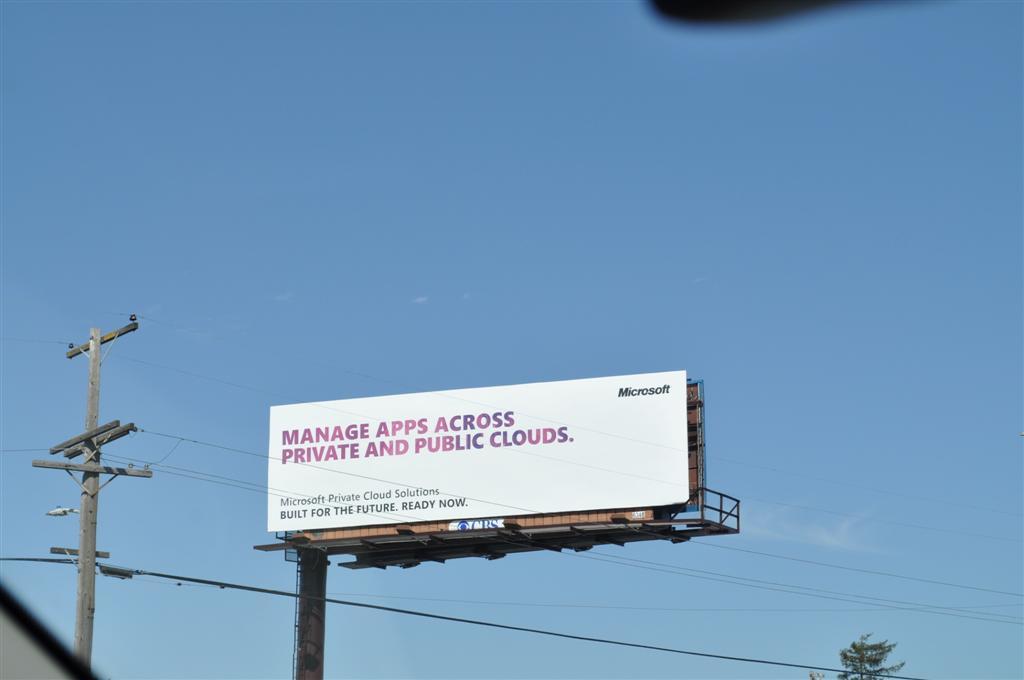 Microsoft
MANAGE APPS ACROSS
PRIVATE AND PUBLIC CLOUDS.
Microsoft Private Cloud Solutions
BUILT FOR THE FUTURE. READY NOW.
CBS